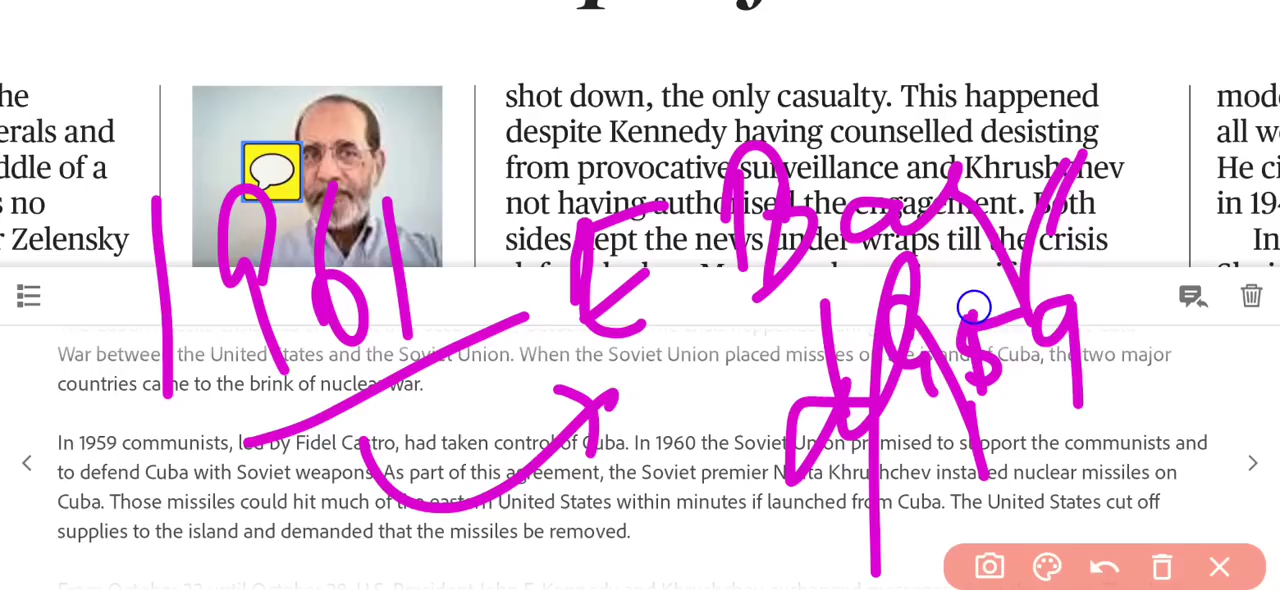 he
erals and
ddle of a
s no
r Zelensky
shot down, the only casualty. This happened
despite Kennedy having counselled desisting
from provocative surveillance and Khrushchev
not having authorised the engagement. Both
sides kept the news under wraps till the crisis
mod
all w
He ci
in 194
In
1961
War between the United States and the Soviet Union. When the Soviet Union placed missiles on the island of Cuba, the two major
countries came to the brink of nuclear war.
In 1959 communists, led by Fidel Castro, had taken control of Cuba. In 1960 the Soviet Union promised to support the communists and
to defend Cuba with Soviet weapons. As part of this agreement, the Soviet premier Nikita Khrushchev installed nuclear missiles on
Cuba. Those missiles could hit much of the eastern United States within minutes if launched from Cuba. The United States cut off
supplies to the island and demanded that the missiles be removed.